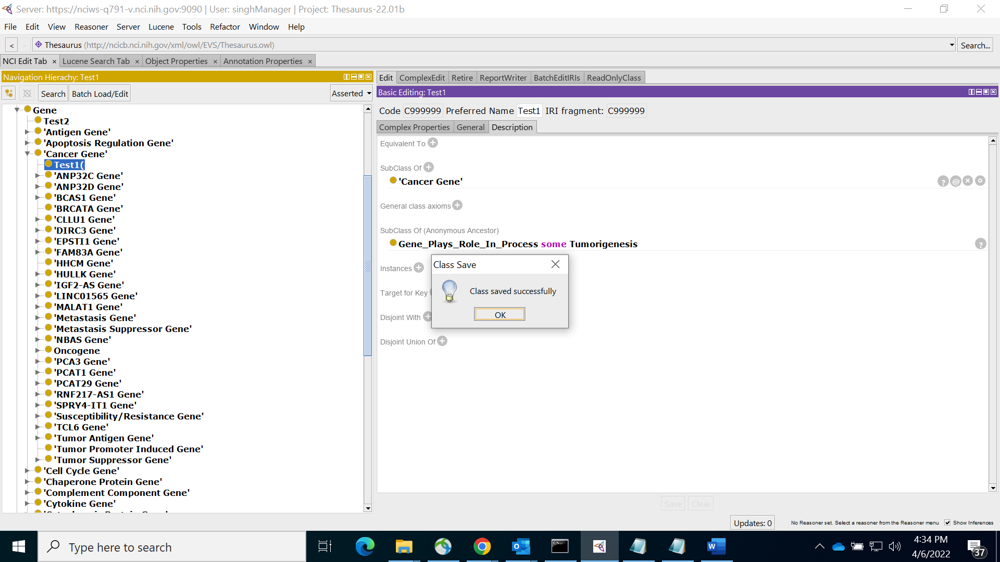 Server: https://nciws-q791-v.nci.nih.gov:9090 | User: singhManager | Project: Thesaurus-22.01b
File Edit View Reasoner Server Lucene Tools Refactor Window Help
< > Thesaurus (http://ncicb.nci.nih.gov/xml/owl/EVS/Thesaurus.owl) Search...
NCI Edit Tab × Lucene Search Tab × Object Properties × Annotation Properties ×
Navigation Hierachy: Test1
Search Batch Load/Edit Asserted
Gene
Test2
'Antigen Gene'
'Apoptosis Regulation Gene'
'Cancer Gene'
Test1(
'ANP32C Gene'
'ANP32D Gene'
'BCAS1 Gene'
'BRCATA Gene'
'CLLU1 Gene'
'DIRC3 Gene'
'EPSTI1 Gene'
'FAM83A Gene'
'HHCM Gene'
'HULLK Gene'
'IGF2-AS Gene'
'LINC01565 Gene'
'MALAT1 Gene'
'Metastasis Gene'
'Metastasis Suppressor Gene'
'NBAS Gene'
Oncogene
'PCA3 Gene'
'PCAT1 Gene'
'PCAT29 Gene'
'RNF217-AS1 Gene'
'SPRY4-IT1 Gene'
'Susceptibility/Resistance Gene'
'TCL6 Gene'
'Tumor Antigen Gene'
'Tumor Promoter Induced Gene'
'Tumor Suppressor Gene'
'Cell Cycle Gene'
'Chaperone Protein Gene'
'Complement Component Gene'
'Cytokine Gene'
Edit ComplexEdit Retire ReportWriter BatchEditIRIs ReadOnlyClass
Basic Editing: Test1
Code C999999 Preferred Name Test1 IRI fragment: C999999
Complex Properties General Description
Equivalent To
SubClass Of
'Cancer Gene'
General class axioms
SubClass Of (Anonymous Ancestor)
Gene_Plays_Role_In_Process some Tumorigenesis
Instances
Target for Key
Disjoint With
Disjoint Union Of
Class Save
Class saved successfully
OK
Save Clear
Updates: 0 No Reasoner set. Select a reasoner from the Reasoner menu Show Inferences
Type here to search
4:34 PM
4/6/2022
37